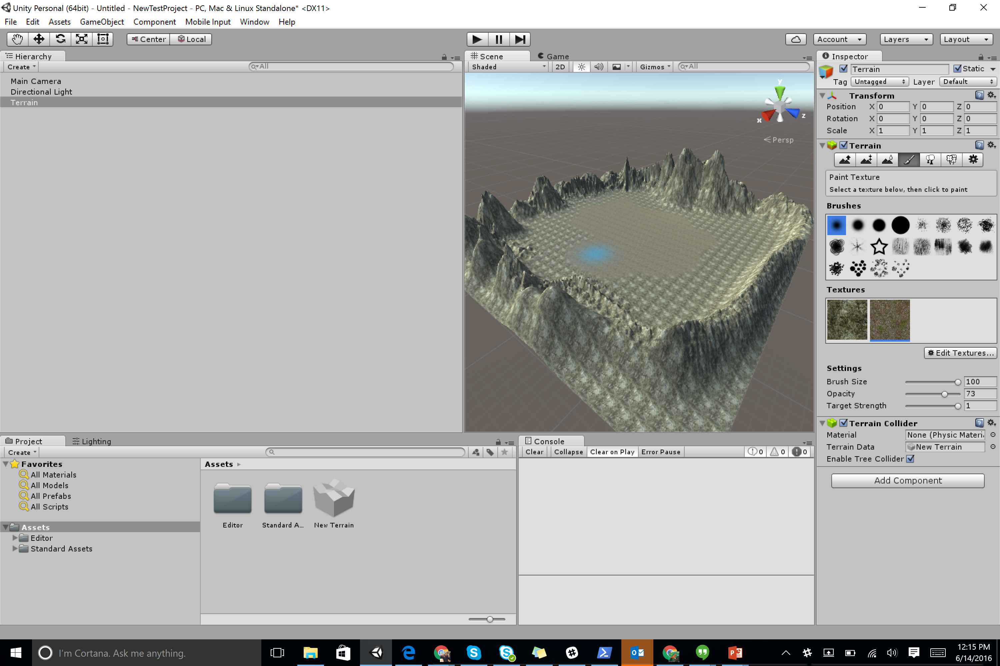 Unity Personal (64bit) - Untitled - NewTestProject - PC, Mac & Linux Standalone* <DX11>
File Edit Assets GameObject Component Mobile Input Window Help
Center Local Account Layers Layout
Hierarchy
Create All
Main Camera
Directional Light
Terrain
Scene Game
Shaded 2D Gizmos All
y
x
z
Persp
Inspector
Terrain Static
Tag Untagged Layer Default
Transform
Position X 0 Y 0 Z 0
Rotation X 0 Y 0 Z 0
Scale X 1 Y 1 Z 1
Terrain
Paint Texture
Select a texture below, then click to paint
Brushes
Textures
Edit Textures...
Settings
Brush Size 100
Opacity 73
Target Strength 1
Terrain Collider
Material None (Physic Materi
Terrain Data New Terrain
Enable Tree Collider
Add Component
Project Lighting
Create
Favorites
All Materials
All Models
All Prefabs
All Scripts
Assets
Editor
Standard Assets
Assets
Editor Standard A... New Terrain
Console
Clear Collapse Clear on Play Error Pause 0 0 0
I'm Cortana. Ask me anything.
12:15 PM
6/14/2016